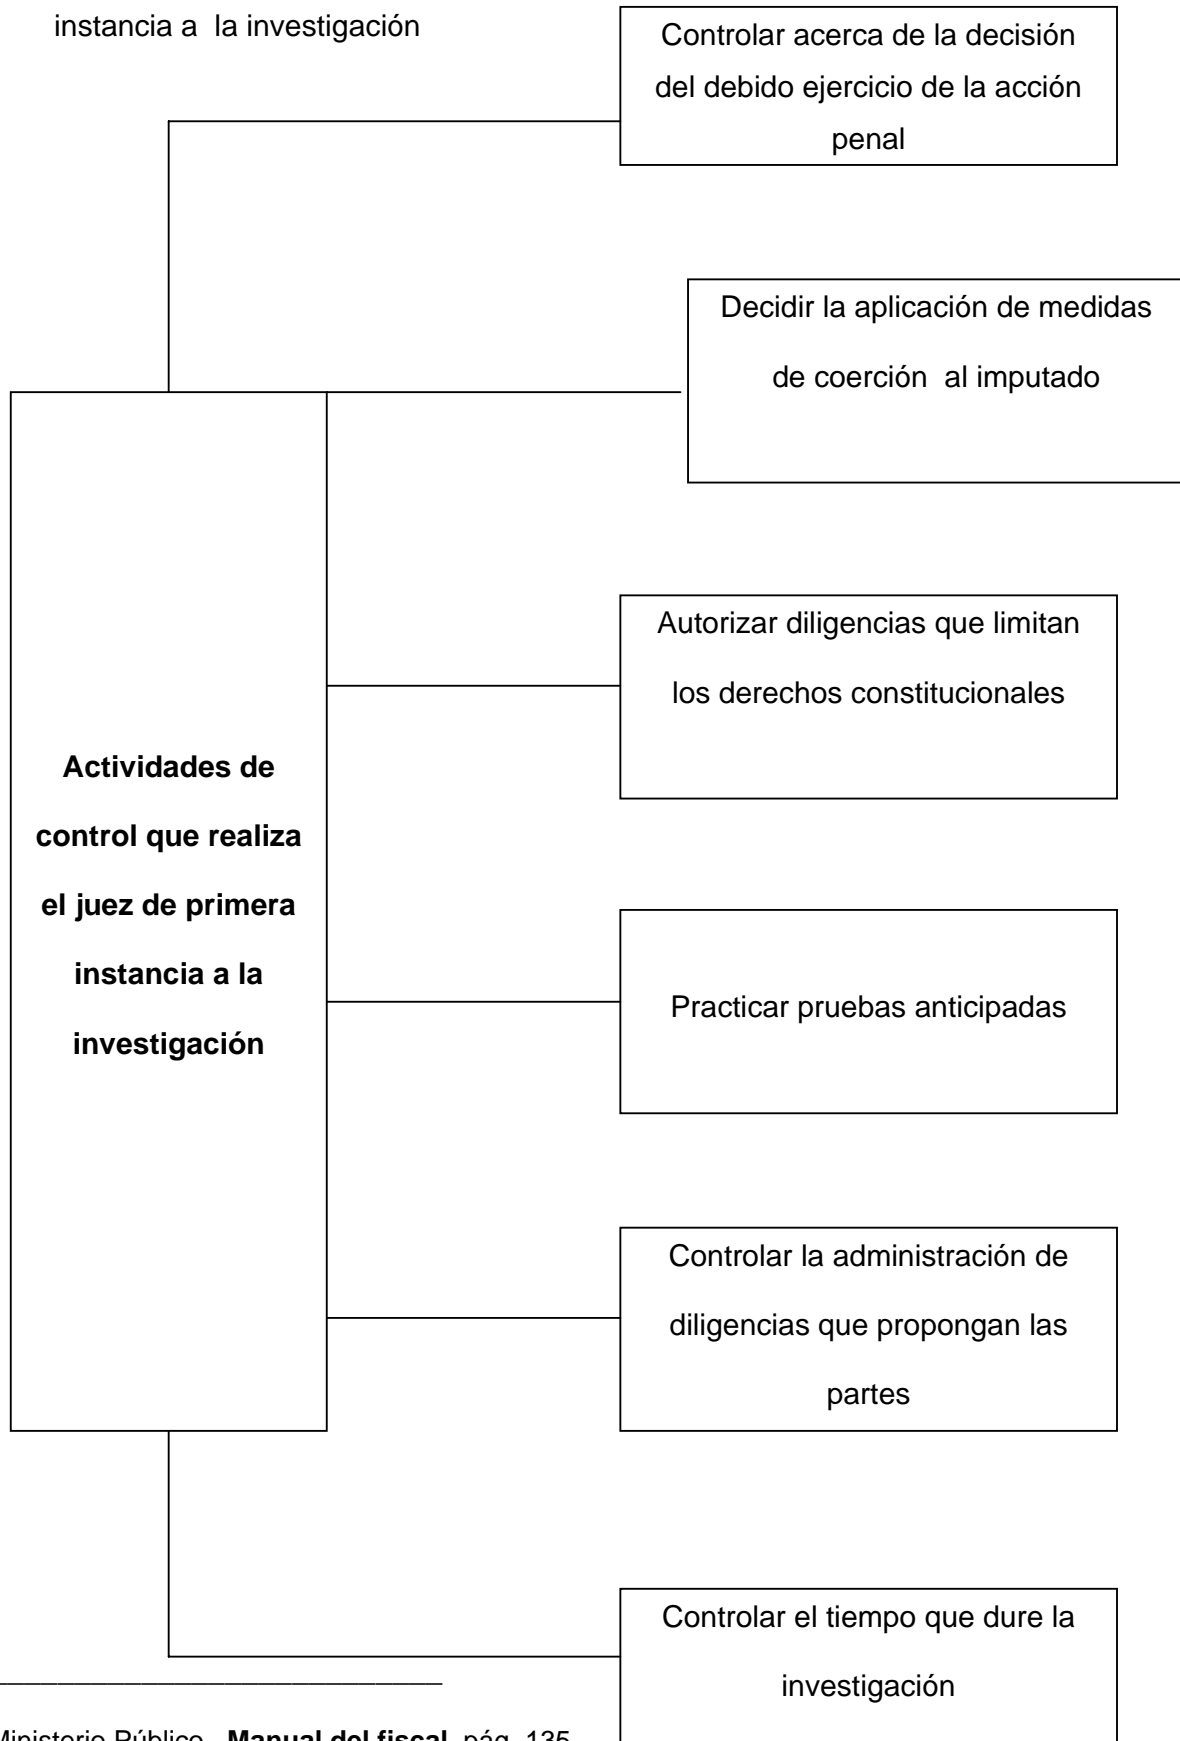 instancia a  la investigación
Controlar acerca de la decisión
del debido ejercicio de la acción
penal
Decidir la aplicación de medidas
de coerción  al imputado
Autorizar diligencias que limitan
los derechos constitucionales
Actividades de
control que realiza
el juez de primera
instancia a la
investigación
Practicar pruebas anticipadas
Controlar la administración de
diligencias que propongan las
partes
Controlar el tiempo que dure la
investigación
Ministerio Público. Manual del fiscal, pág. 135